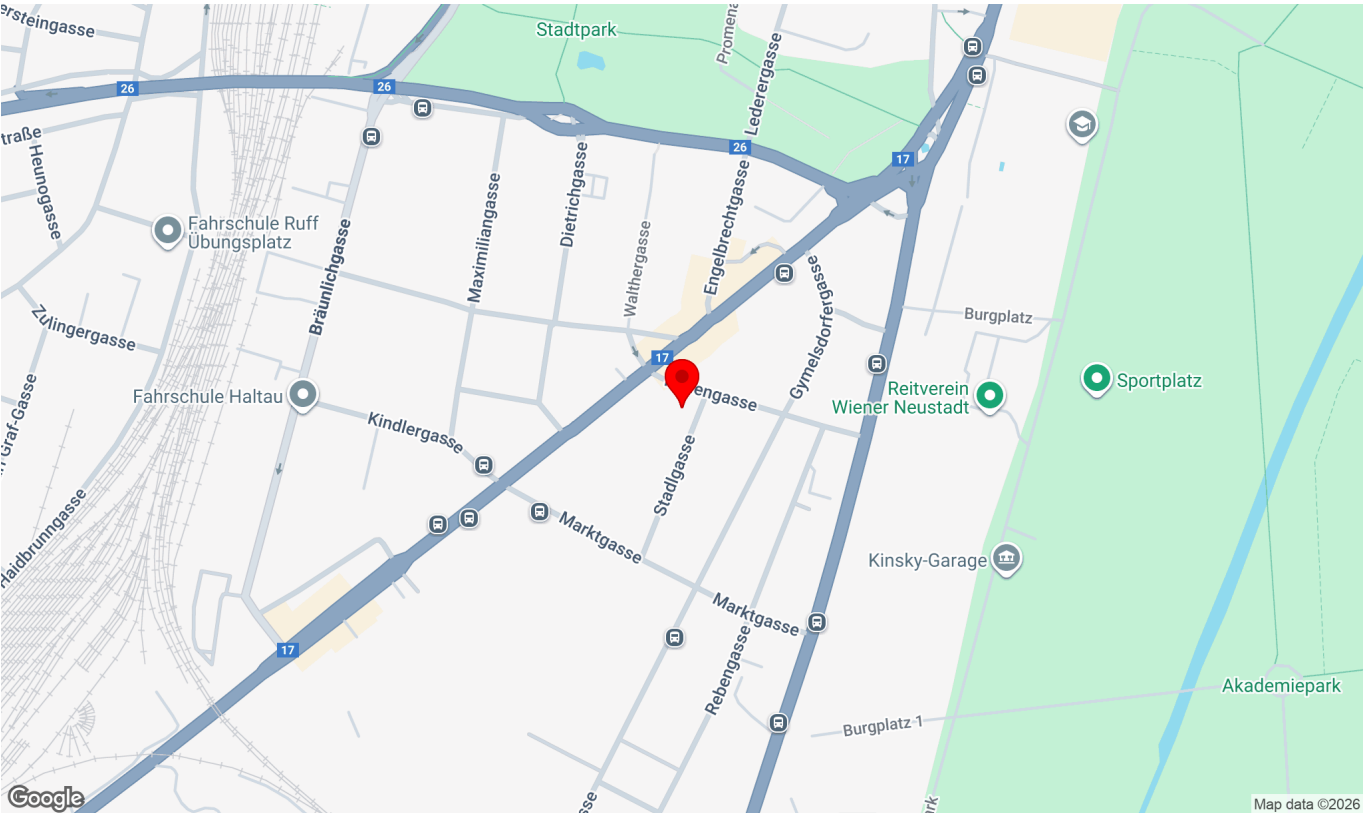 ersteingasse
Stadtpark
Promena
Lederergasse
26
26
26
17
traße
Heunogasse
Maximiliangasse
Dietrichgasse
Walthergasse
Engelbrechtgasse
Fahrschule Ruff
Übungsplatz
Bräunlichgasse
Gymelsdorfergasse
Burgplatz
Zulingergasse
17
Reitverein
Wiener Neustadt
Sportplatz
Fahrschule Haltau
engasse
Kindlergasse
n Graf-Gasse
Stadlgasse
Haidbrunngasse
Marktgasse
Kinsky-Garage
Marktgasse
17
Rebengasse
Akademiepark
Burgplatz 1
sse
ark
Google
Map data ©2026